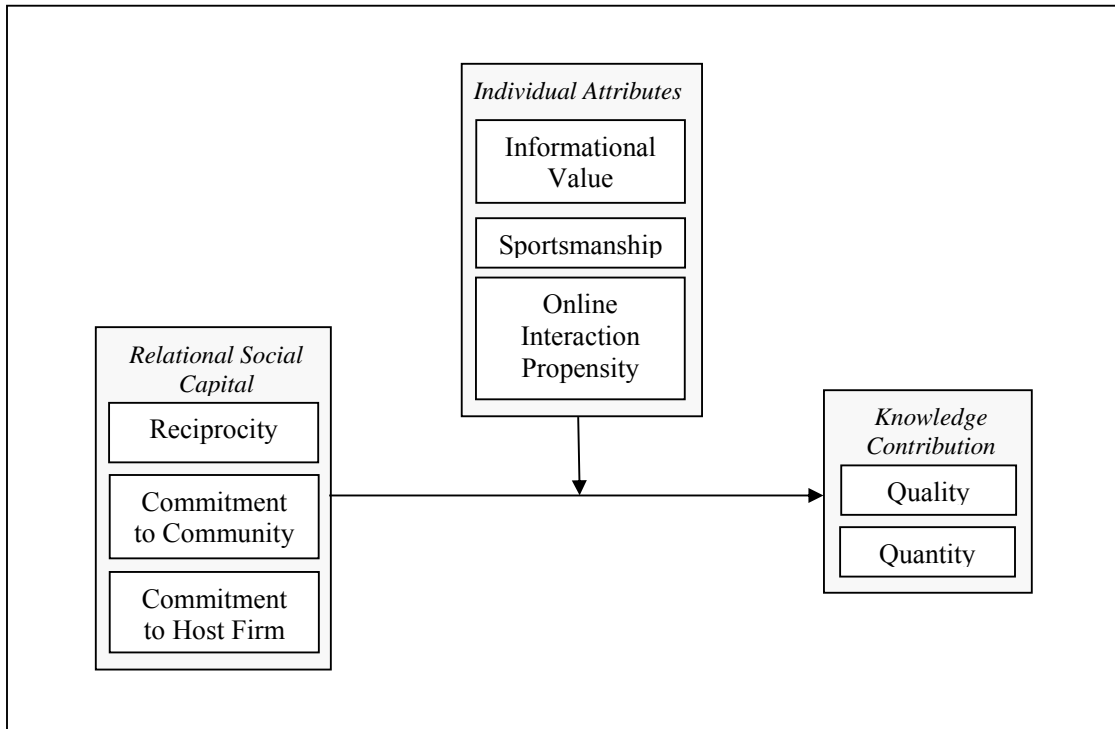 Individual Attributes
Informational
Value
Sportsmanship
Online
Interaction
Propensity
Relational Social
Capital
Reciprocity
Commitment
to Community
Commitment
to Host Firm
Knowledge
Contribution
Quality
Quantity